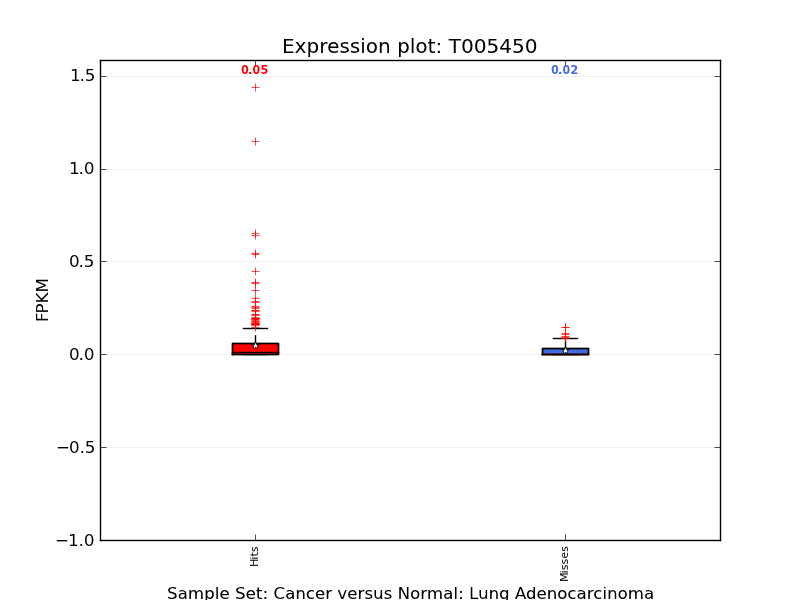 Expression plot: T005450
0.05
0.02
1.5
1.0
0.5
0.0
−0.5
−1.0
FPKM
Hits
Misses
Sample Set: Cancer versus Normal: Lung Adenocarcinoma